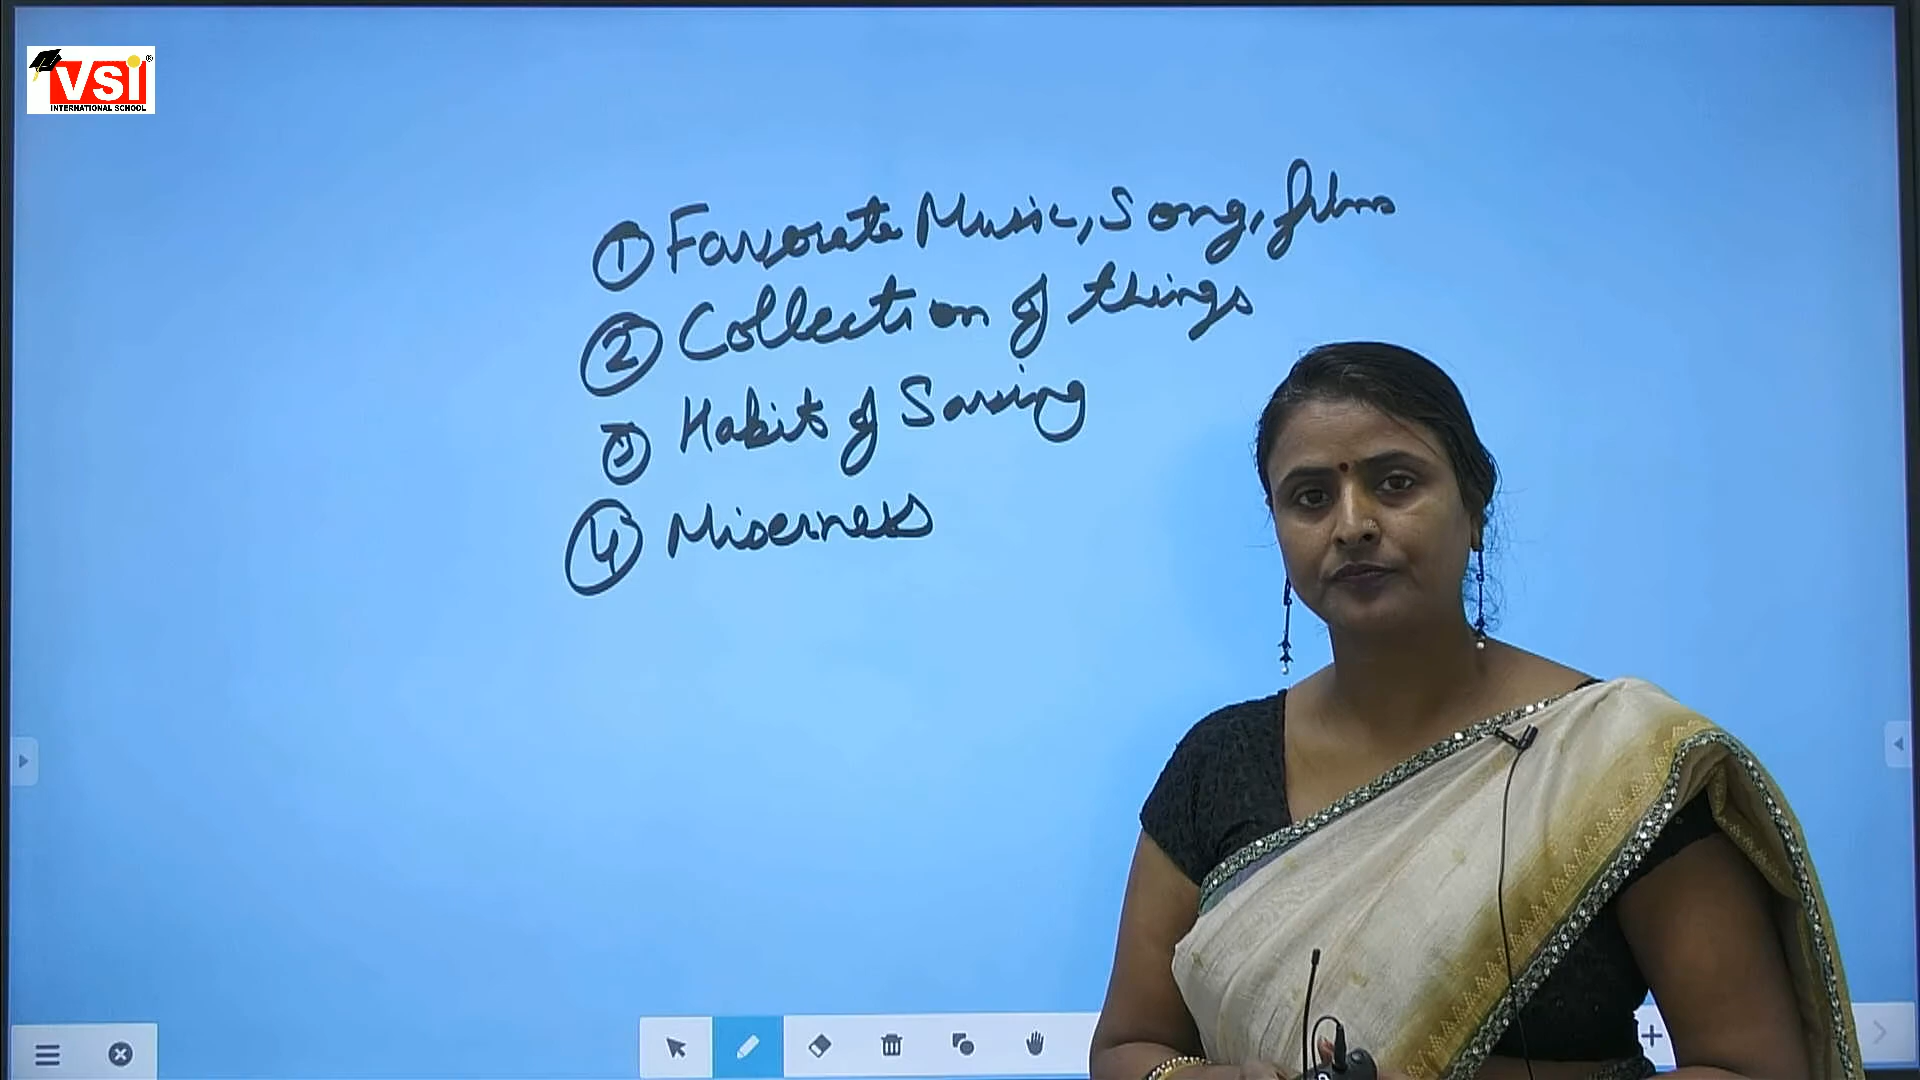 VSI®
INTERNATIONAL SCHOOL
① Favorate Music, Song, films
② Collection of things
③ Habit of Saving
④ Miserness